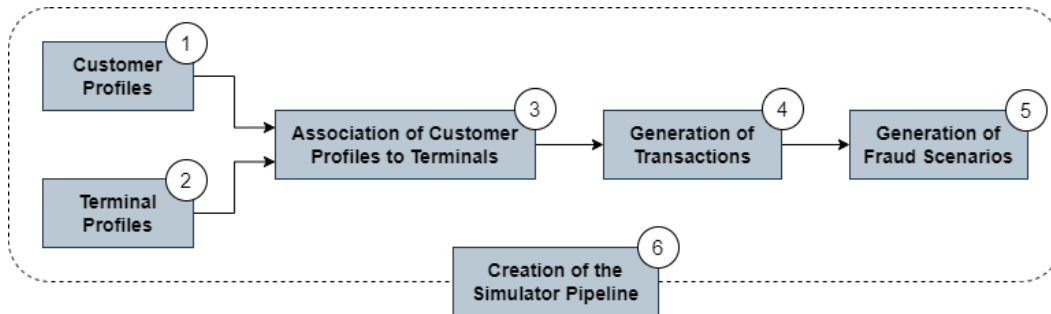 1
Customer
Profiles
2
Terminal
Profiles
3
Association of Customer
Profiles to Terminals
4
Generation of
Transactions
5
Generation of
Fraud Scenarios
6
Creation of the
Simulator Pipeline